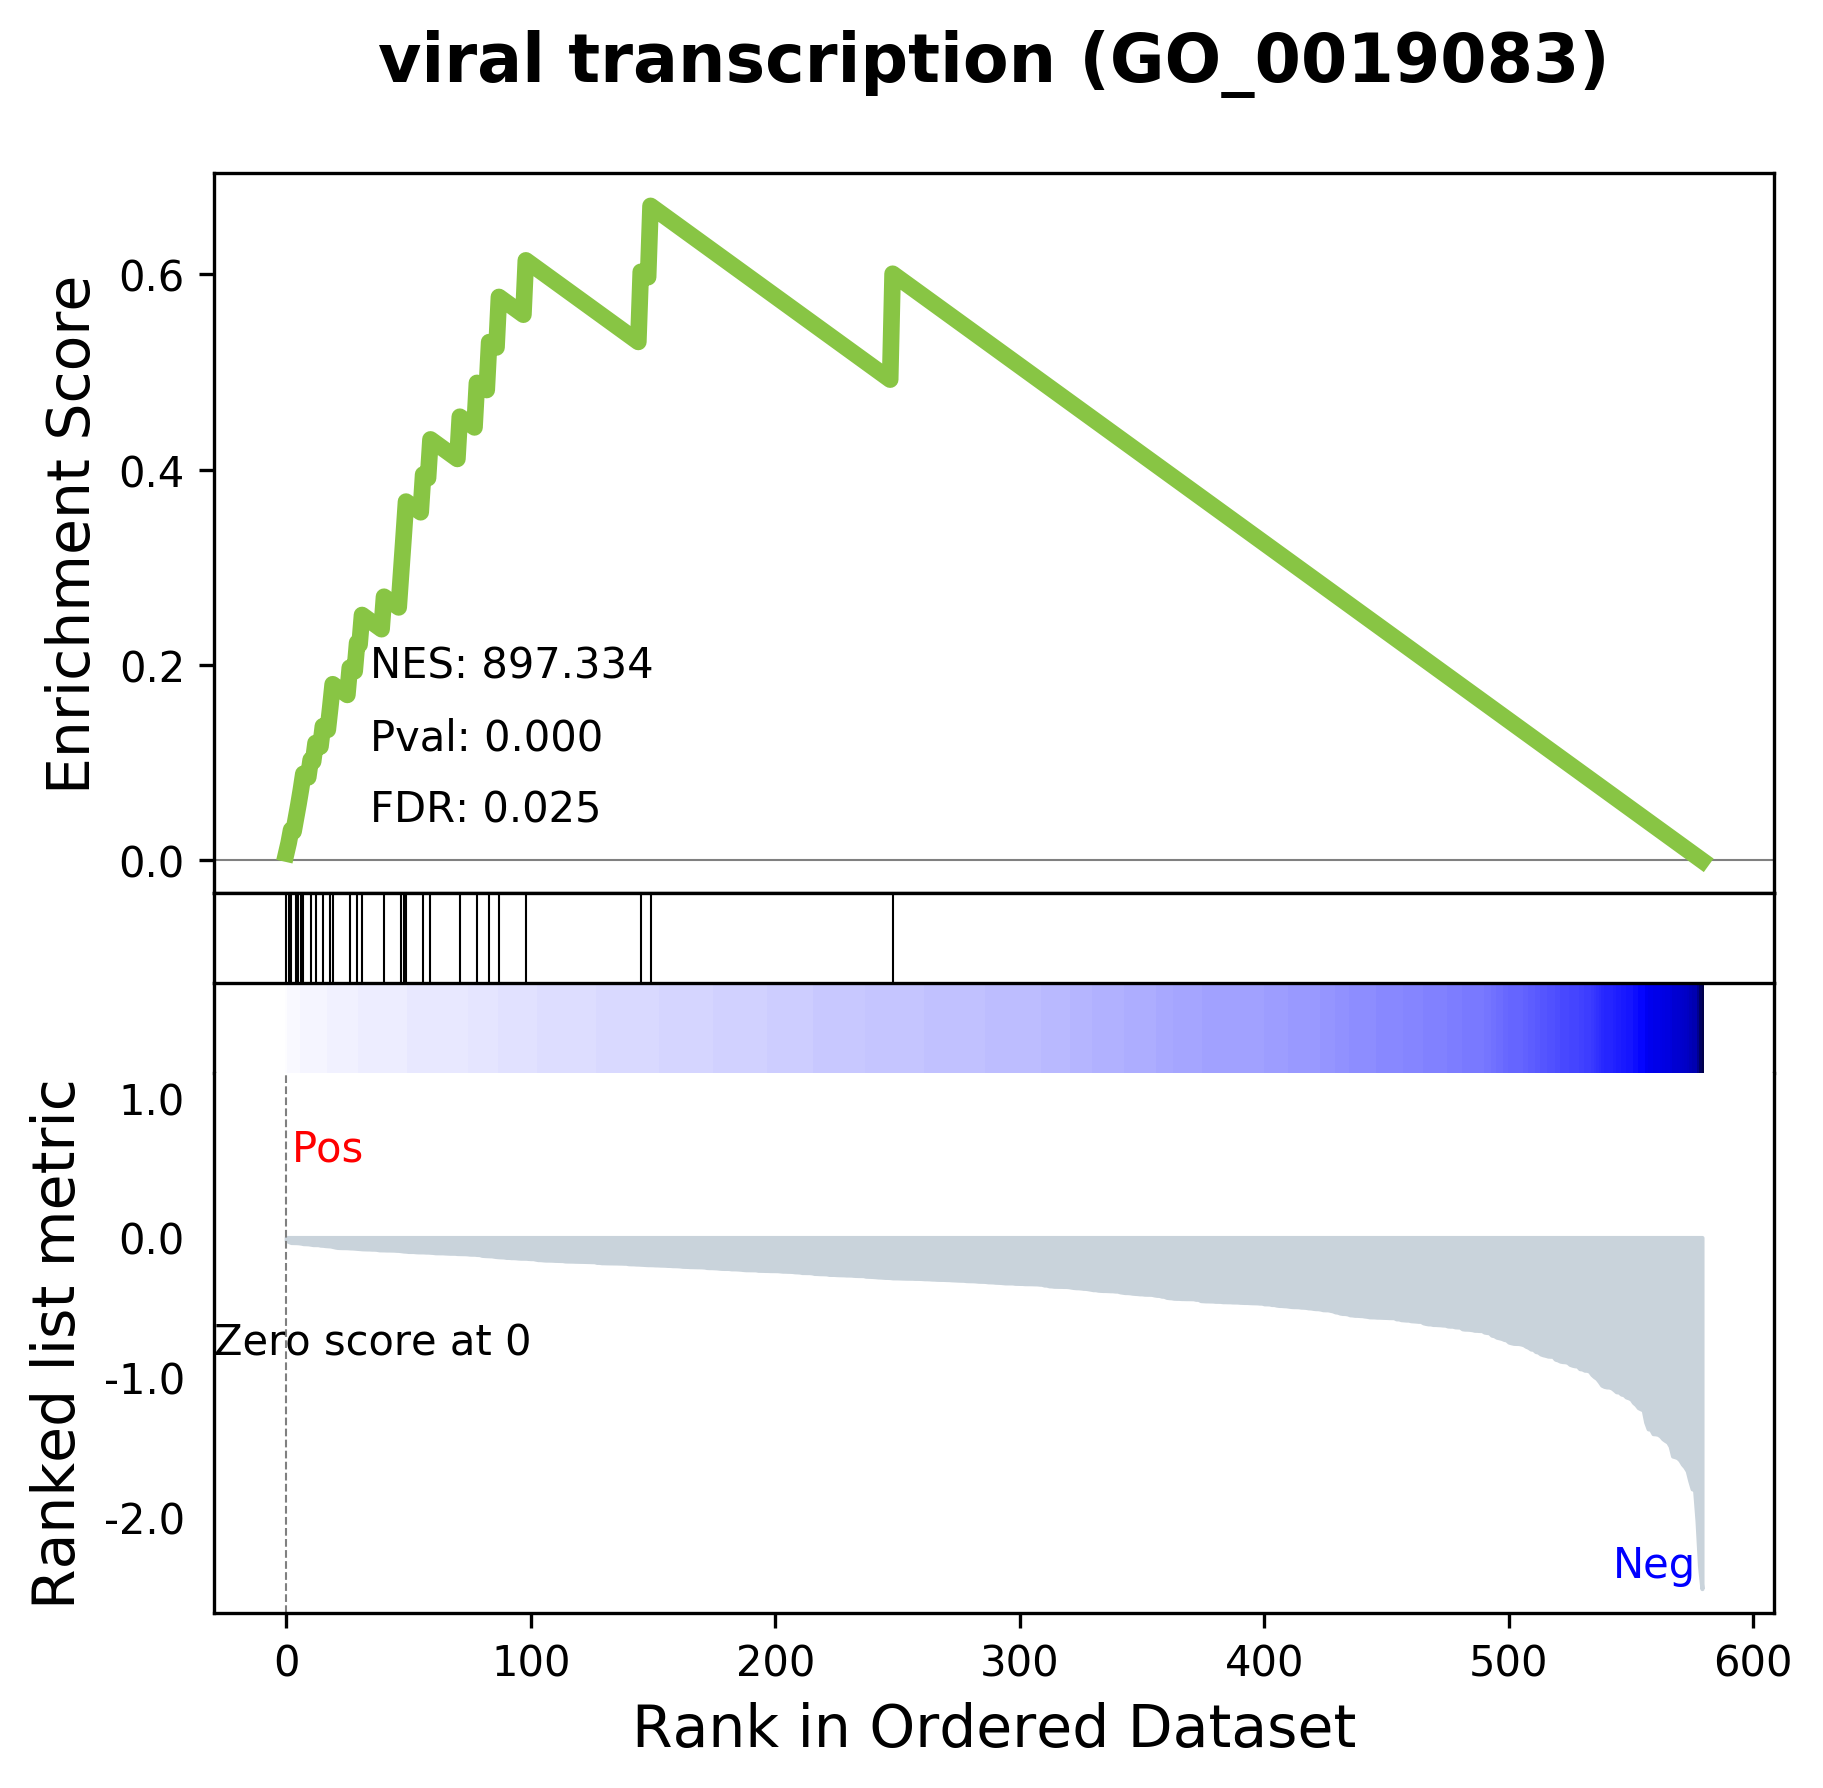 viral transcription (GO_0019083)
Enrichment Score
0.6
0.4
0.2
0.0
NES: 897.334
Pval: 0.000
FDR: 0.025
Ranked list metric
1.0
0.0
-1.0
-2.0
Pos
Zero score at 0
Neg
0 100 200 300 400 500 600
Rank in Ordered Dataset